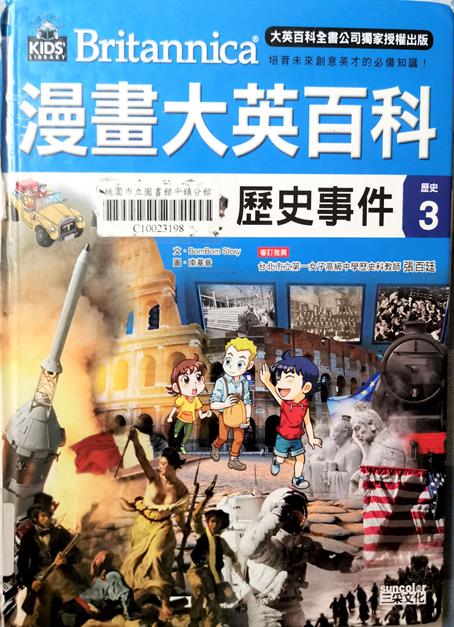 KIDS'
LIBRARY
Britannica®
大英百科全書公司獨家授權出版
培育未來創意英才的必備知識！
漫畫大英百科
桃園市立圖書館平鎮分館
C10023198
歷史事件
歷史
3
文‧BomBom Story
圖‧南基普
審訂推薦
台北市立第一女子高級中學歷史科教師 張百廷
suncolor
三采文化